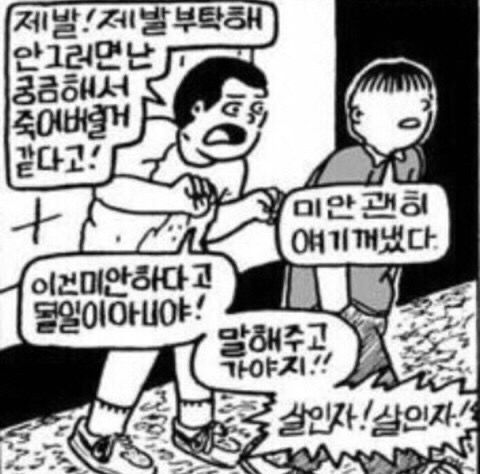 제발! 제발 부탁해
안그러면 난
궁금해서
죽어버릴거
같다고!
미안 괜히
얘기꺼냈다.
이건미안하다고
될일이아니야!
말해주고
가야지!!
살인자! 살인자!